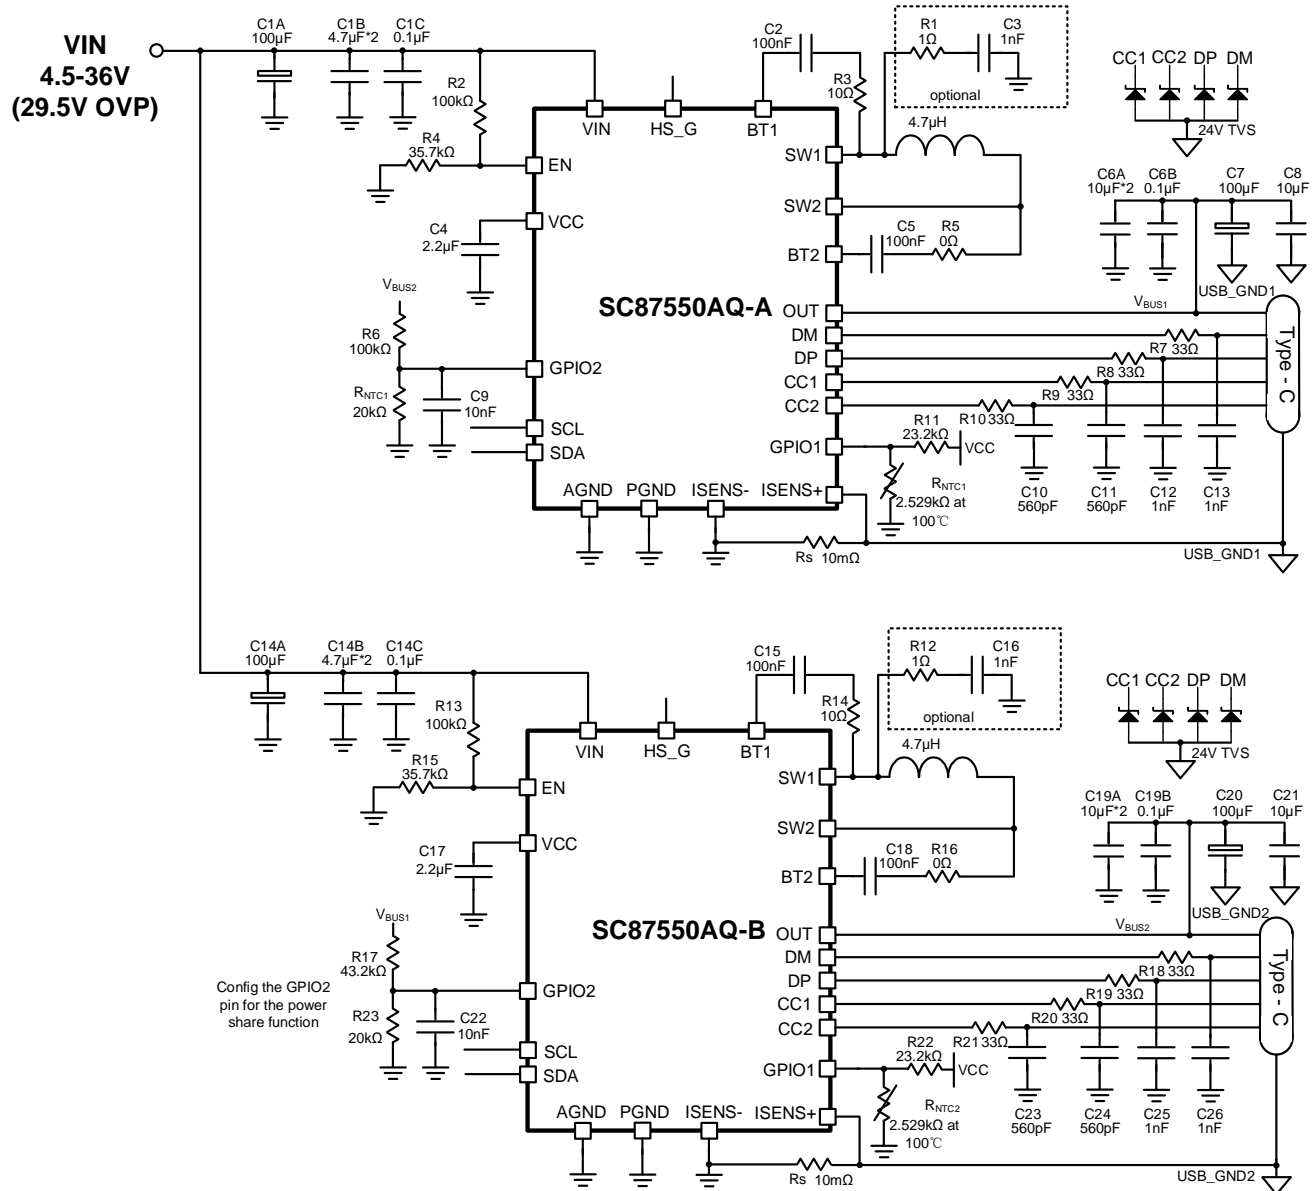 VIN
4.5-36V
(29.5V OVP)
C1A
100µF
C1B
4.7µF*2
C1C
0.1µF
R2
100kΩ
R4
35.7kΩ
C2
100nF
R3
10Ω
R1
1Ω
C3
1nF
optional
4.7µH
CC1
CC2
DP
DM
24V TVS
VIN
HS_G
BT1
EN
VCC
C4
2.2µF
SW1
SW2
BT2
C5
100nF
R5
0Ω
C6A
10µF*2
C6B
0.1µF
C7
100µF
C8
10µF
USB_GND1
VBUS2
R6
100kΩ
RNTC1
20kΩ
C9
10nF
SC87550AQ-A
GPIO2
SCL
SDA
OUT
DM
DP
CC1
CC2
GPIO1
VBUS1
Type - C
R7 33Ω
R8 33Ω
R9 33Ω
R10 33Ω
R11
23.2kΩ
VCC
RNTC1
2.529kΩ at
100℃
C10
560pF
C11
560pF
C12
1nF
C13
1nF
AGND
PGND
ISENS-
ISENS+
Rs 10mΩ
USB_GND1
C14A
100µF
C14B
4.7µF*2
C14C
0.1µF
R13
100kΩ
R15
35.7kΩ
C15
100nF
R14
10Ω
R12
1Ω
C16
1nF
optional
4.7µH
CC1
CC2
DP
DM
24V TVS
VIN
HS_G
BT1
EN
VCC
C17
2.2µF
SW1
SW2
BT2
C18
100nF
R16
0Ω
C19A
10µF*2
C19B
0.1µF
C20
100µF
C21
10µF
USB_GND2
VBUS1
R17
43.2kΩ
R23
20kΩ
C22
10nF
Config the GPIO2
pin for the power
share function
SC87550AQ-B
GPIO2
SCL
SDA
OUT
DM
DP
CC1
CC2
GPIO1
VBUS2
Type - C
R18 33Ω
R19 33Ω
R20 33Ω
R21 33Ω
R22
23.2kΩ
VCC
RNTC2
2.529kΩ at
100℃
C23
560pF
C24
560pF
C25
1nF
C26
1nF
AGND
PGND
ISENS-
ISENS+
Rs 10mΩ
USB_GND2